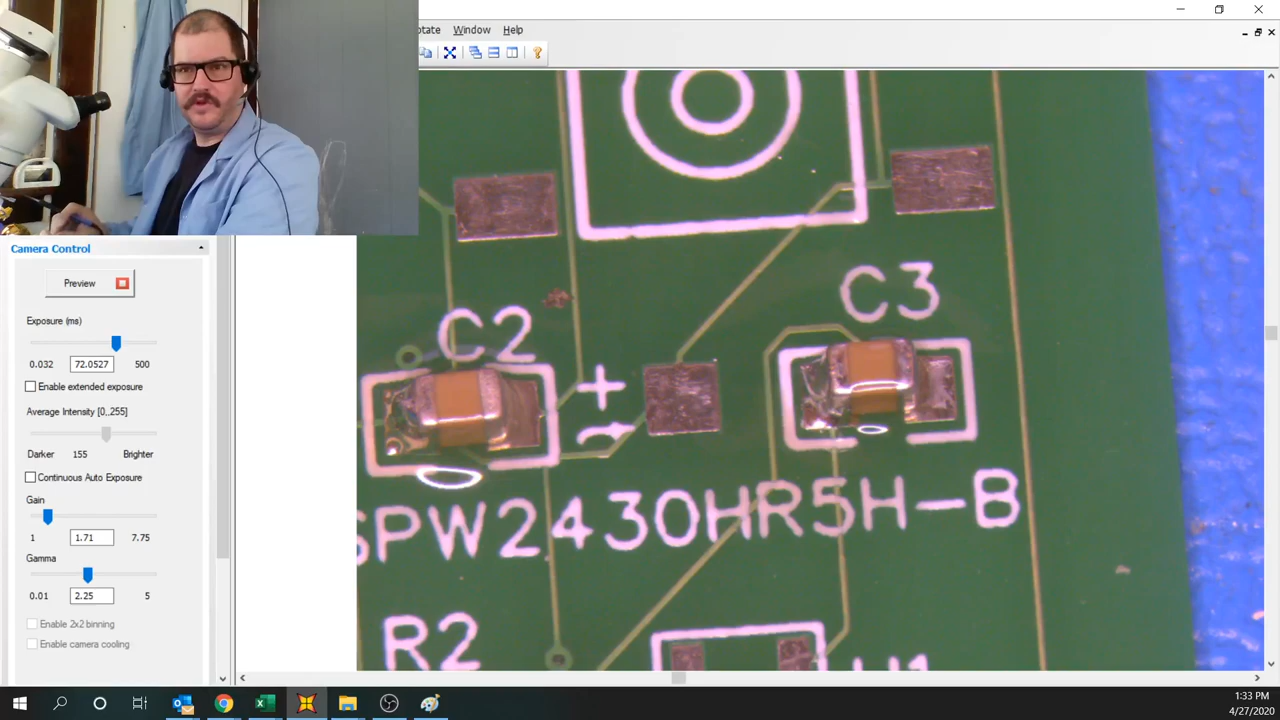 Window Help
Camera Control
Preview
Exposure (ms)
0.032 72.0527 500
Enable extended exposure
Average Intensity [0,,255]
Darker 155 Brighter
Continuous Auto Exposure
Gain
1 1.71 7.75
Gamma
0.01 2.25 5
Enable 2x2 binning
Enable camera cooling
C3
C2
+
SPW2430HR5H-B
R2
1:33 PM
4/27/2020